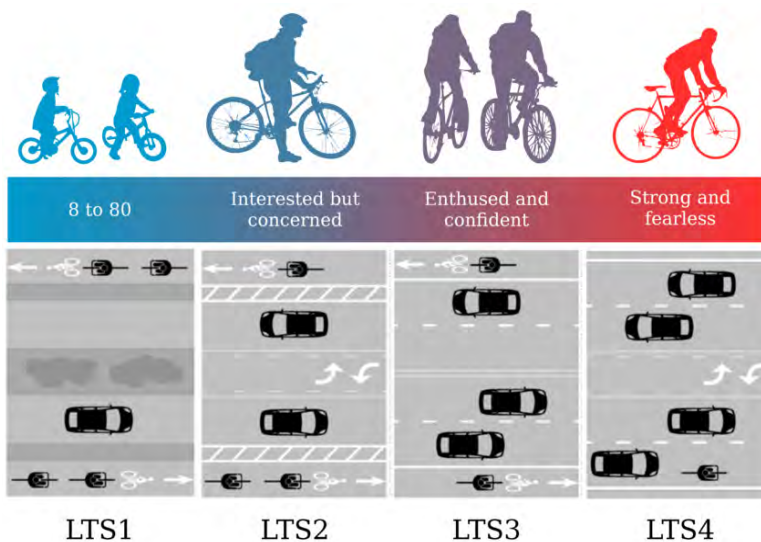 8 to 80
Interested but
concerned
Enthused and
confident
Strong and
fearless
LTS1
LTS2
LTS3
LTS4